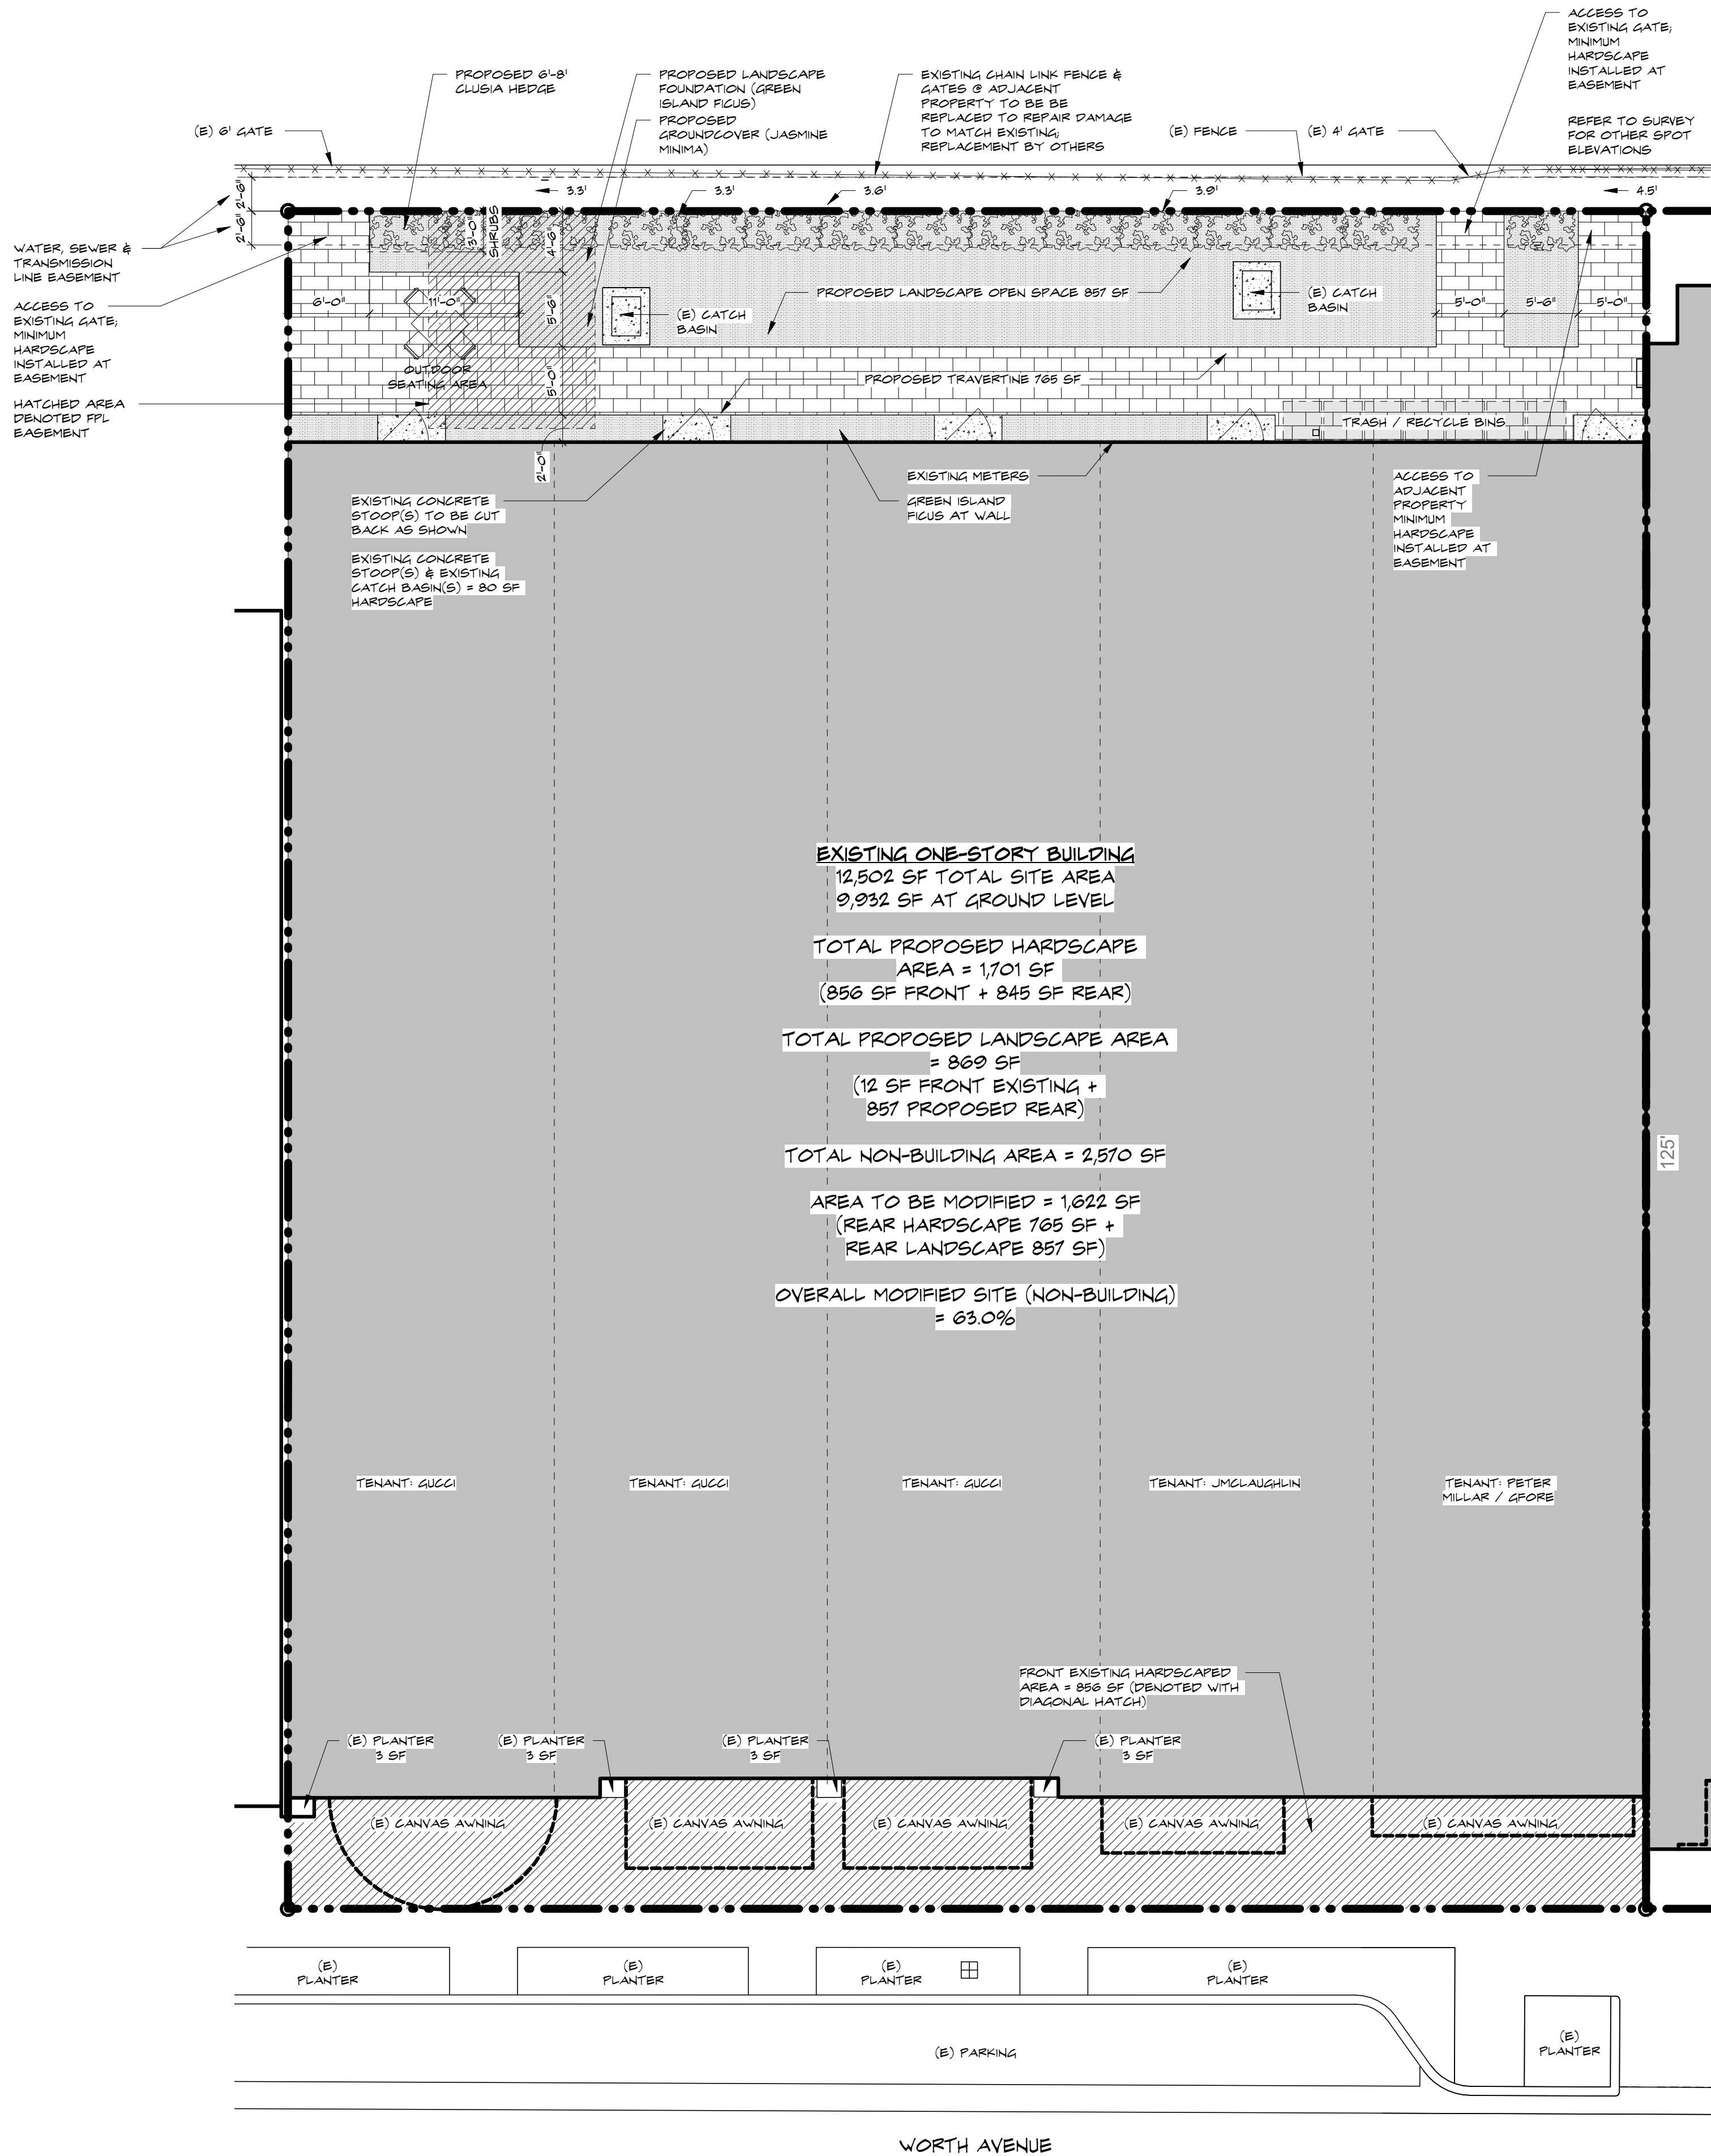 ACCESS TO
EXISTING GATE;
MINIMUM
HARDSCAPE
INSTALLED AT
EASEMENT
REFER TO SURVEY
FOR OTHER SPOT
ELEVATIONS
PROPOSED 6'-8'
CLUSIA HEDGE
PROPOSED LANDSCAPE
FOUNDATION (GREEN
ISLAND FICUS)
PROPOSED
GROUNDCOVER (JASMINE
MINIMA)
EXISTING CHAIN LINK FENCE &
GATES @ ADJACENT
PROPERTY TO BE BE
REPLACED TO REPAIR DAMAGE
TO MATCH EXISTING;
REPLACEMENT BY OTHERS
(E) 6' GATE
(E) FENCE
(E) 4' GATE
3.3'
3.3'
3.6'
3.9'
4.5'
2'-6"
2'-6"
3'-0"
SHRUBS
4'-6"
WATER, SEWER &
TRANSMISSION
LINE EASEMENT
ACCESS TO
EXISTING GATE;
MINIMUM
HARDSCAPE
INSTALLED AT
EASEMENT
HATCHED AREA
DENOTED FPL
EASEMENT
6'-0"
11'-0"
5'-6"
(E) CATCH
BASIN
PROPOSED LANDSCAPE OPEN SPACE 857 SF
(E) CATCH
BASIN
5'-0"
5'-6"
5'-0"
OUTDOOR
SEATING AREA
5'-0"
PROPOSED TRAVERTINE 765 SF
TRASH / RECYCLE BINS
2'-0"
EXISTING CONCRETE
STOOP(S) TO BE CUT
BACK AS SHOWN
EXISTING CONCRETE
STOOP(S) & EXISTING
CATCH BASIN(S) = 80 SF
HARDSCAPE
EXISTING METERS
GREEN ISLAND
FICUS AT WALL
ACCESS TO
ADJACENT
PROPERTY
MINIMUM
HARDSCAPE
INSTALLED AT
EASEMENT
EXISTING ONE-STORY BUILDING
12,502 SF TOTAL SITE AREA
9,932 SF AT GROUND LEVEL
TOTAL PROPOSED HARDSCAPE
AREA = 1,701 SF
(856 SF FRONT + 845 SF REAR)
TOTAL PROPOSED LANDSCAPE AREA
= 869 SF
(12 SF FRONT EXISTING +
857 PROPOSED REAR)
TOTAL NON-BUILDING AREA = 2,570 SF
AREA TO BE MODIFIED = 1,622 SF
(REAR HARDSCAPE 765 SF +
REAR LANDSCAPE 857 SF)
OVERALL MODIFIED SITE (NON-BUILDING)
= 63.0%
125'
TENANT: GUCCI
TENANT: GUCCI
TENANT: GUCCI
TENANT: JMCLAUGHLIN
TENANT: PETER
MILLAR / GFORE
FRONT EXISTING HARDSCAPED
AREA = 856 SF (DENOTED WITH
DIAGONAL HATCH)
(E) PLANTER
3 SF
(E) PLANTER
3 SF
(E) PLANTER
3 SF
(E) PLANTER
3 SF
(E) CANVAS AWNING
(E) CANVAS AWNING
(E) CANVAS AWNING
(E) CANVAS AWNING
(E) CANVAS AWNING
(E)
PLANTER
(E)
PLANTER
(E)
PLANTER
(E)
PLANTER
(E)
PLANTER
(E) PARKING
WORTH AVENUE